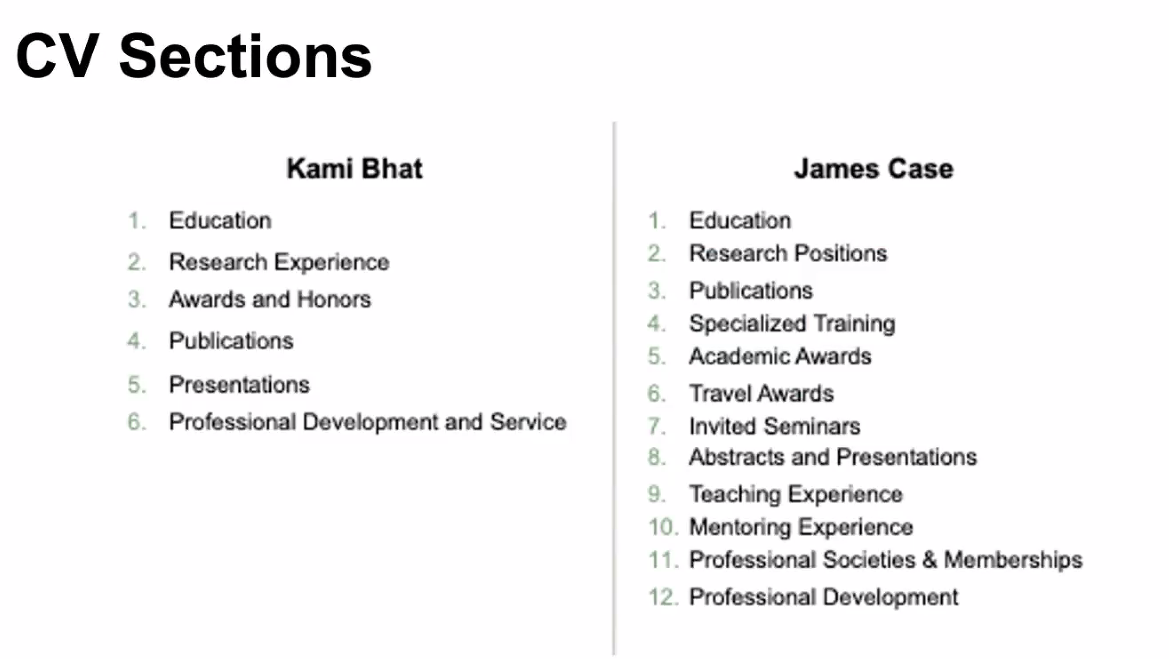 CV Sections
Kami Bhat
1. Education
2. Research Experience
3. Awards and Honors
4. Publications
5. Presentations
6. Professional Development and Service
James Case
1. Education
2. Research Positions
3. Publications
4. Specialized Training
5. Academic Awards
6. Travel Awards
7. Invited Seminars
8. Abstracts and Presentations
9. Teaching Experience
10. Mentoring Experience
11. Professional Societies & Memberships
12. Professional Development